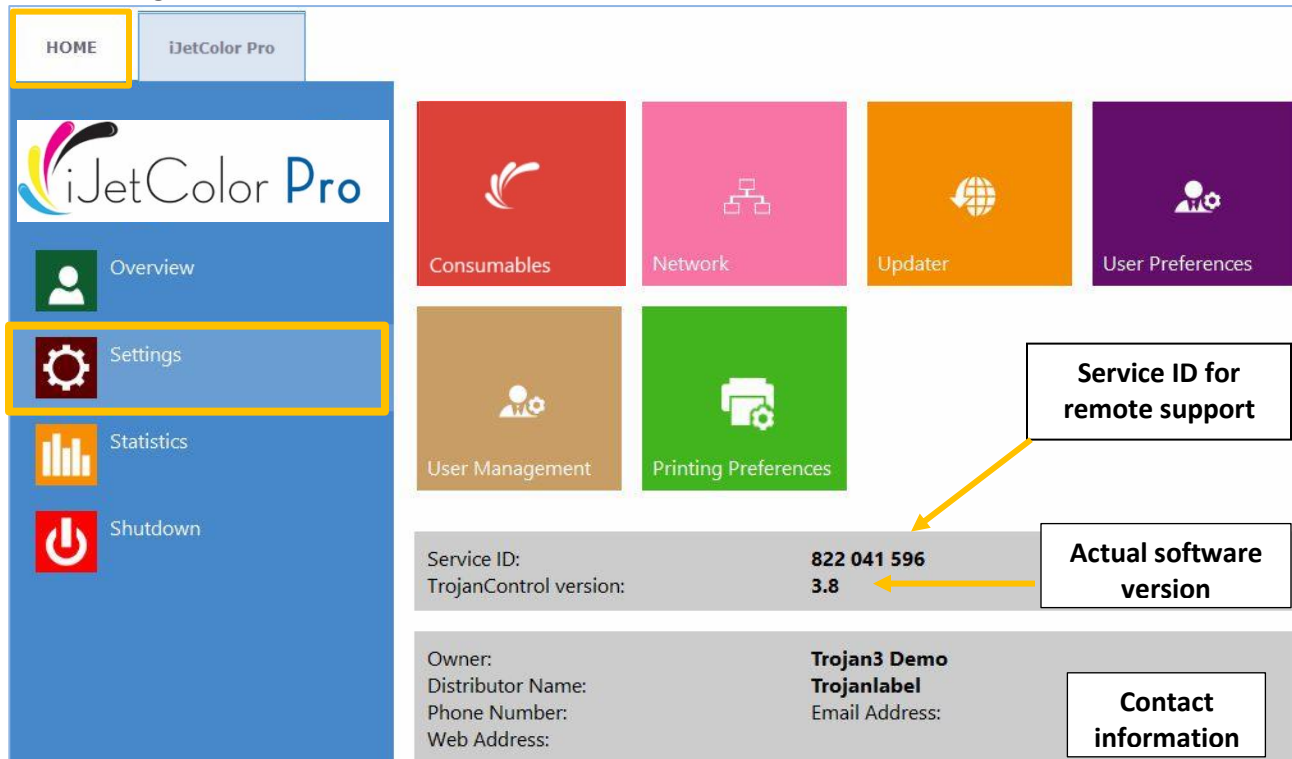 HOME
iJetColor Pro
iJetColor Pro
Overview
Settings
Statistics
Shutdown
Consumables
Network
Updater
User Preferences
User Management
Printing Preferences
Service ID for
remote support
Service ID: 822 041 596
TrojanControl version: 3.8
Actual software
version
Owner: Trojan3 Demo
Distributor Name: Trojanlabel
Phone Number: Email Address:
Web Address:
Contact
information